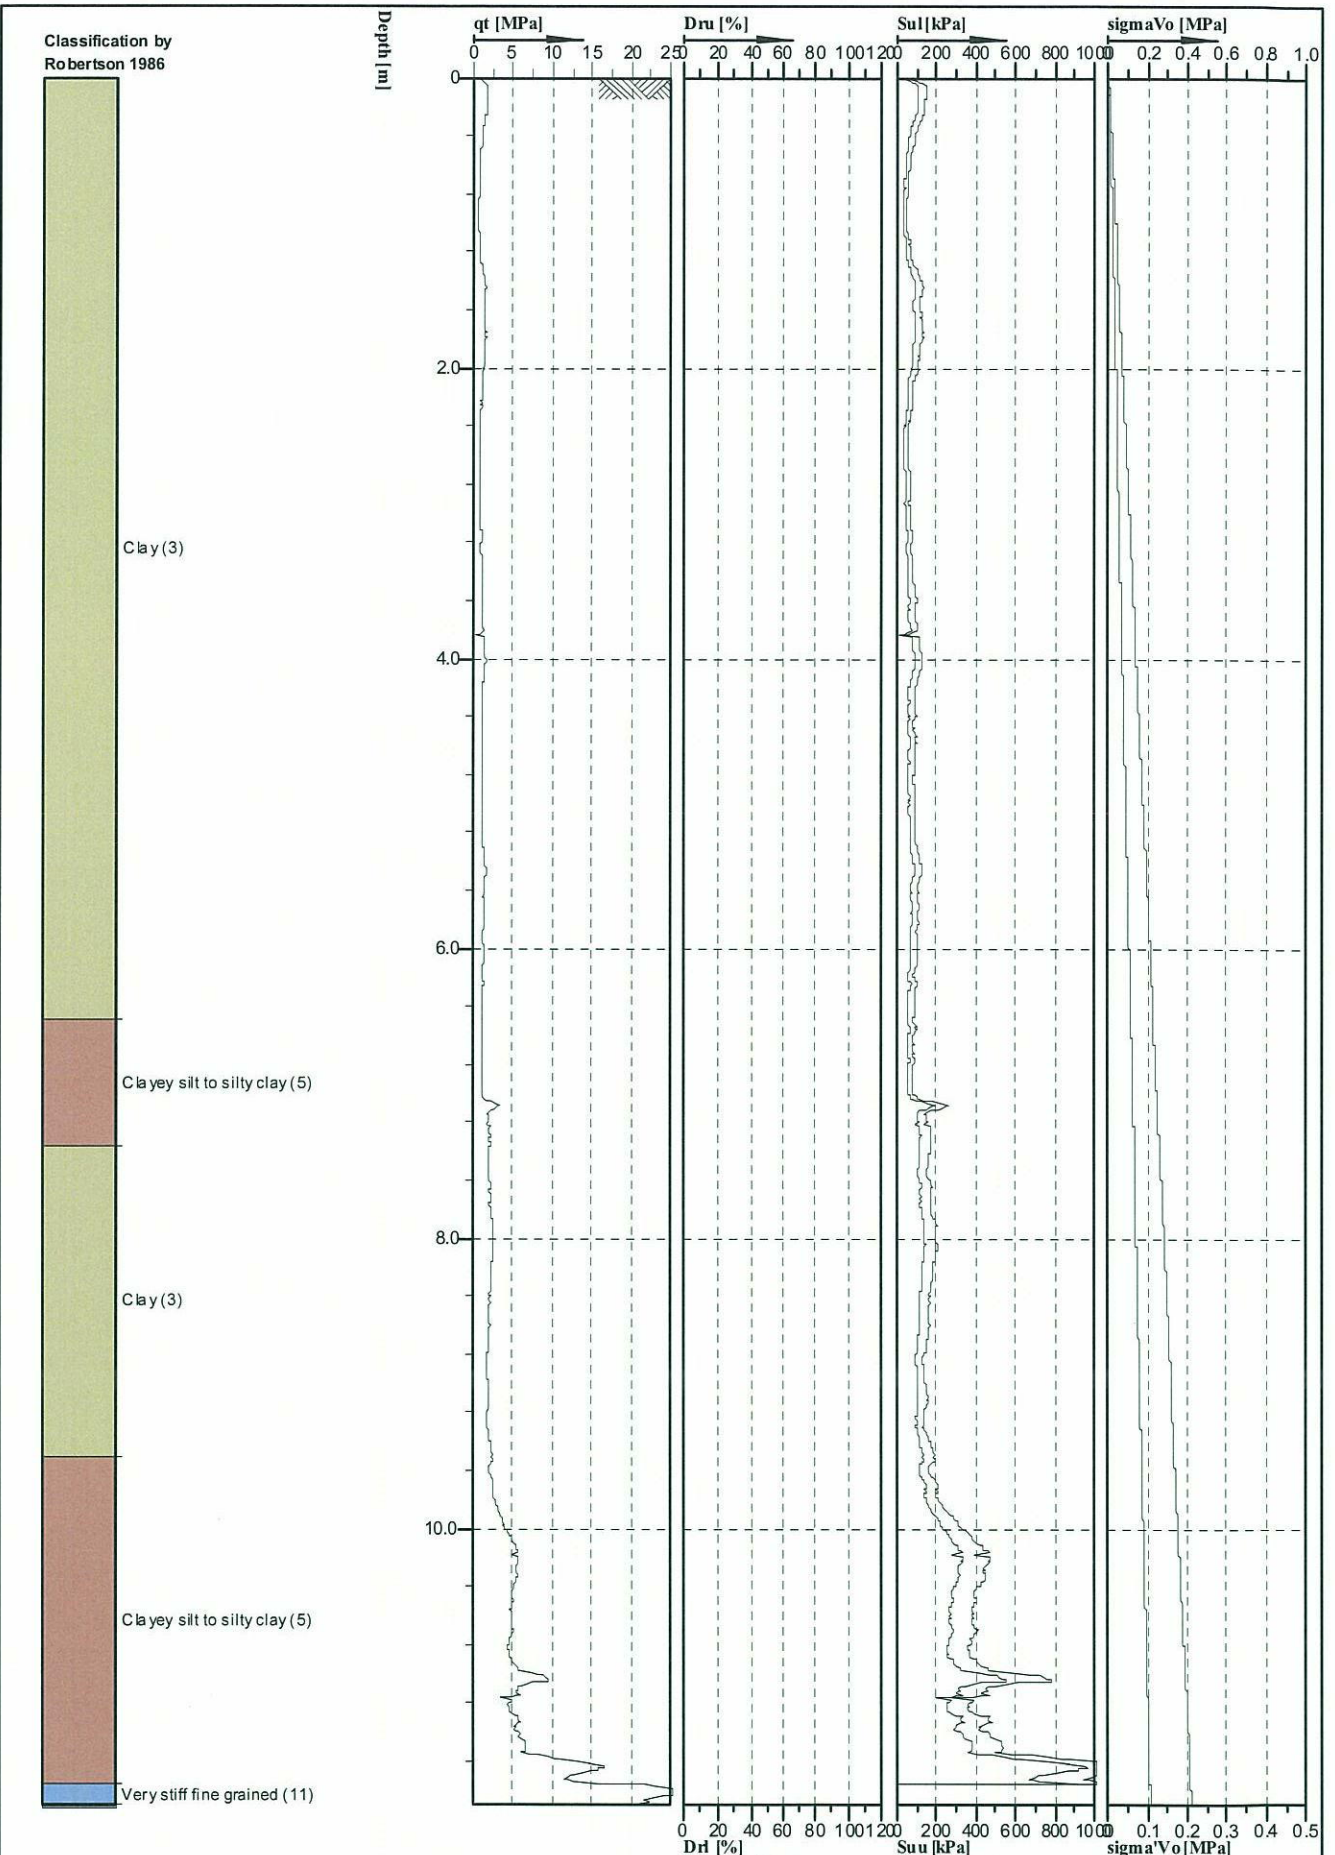 Classification by
Robertson 1986
Depth [m]
qt [MPa]
Dru [%]
Sul [kPa]
sigmaVo [MPa]
0 5 10 15 20 25
0 20 40 60 80 100 120
0 200 400 600 800 1000
0 0.2 0.4 0.6 0.8 1.0
0
2.0
Clay (3)
4.0
6.0
Clayey silt to silty clay (5)
8.0
Clay (3)
10.0
Clayey silt to silty clay (5)
Very stiff fine grained (11)
0 20 40 60 80 100 120
0 200 400 600 800 1000
0 0.1 0.2 0.3 0.4 0.5
Drl [%]
Suu [kPa]
sigma'Vo [MPa]